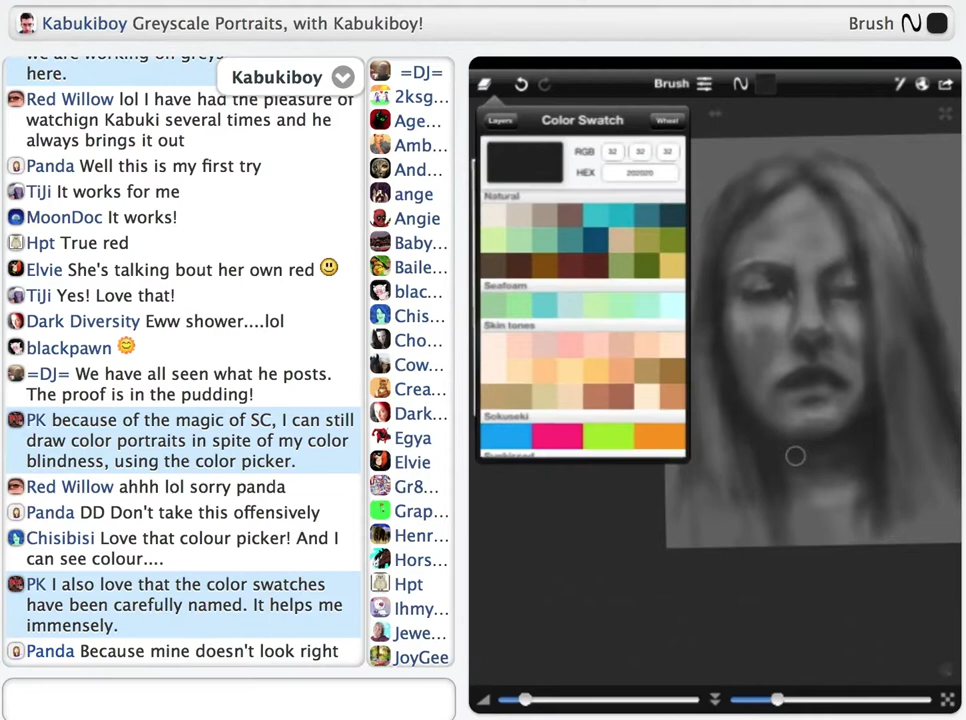 Kabukiboy Greyscale Portraits, with Kabukiboy!
Brush
here.
Kabukiboy
Red Willow lol I have had the pleasure of
watchign Kabuki several times and he
always brings it out
Panda Well this is my first try
TiJi It works for me
MoonDoc It works!
Hpt True red
Elvie She's talking bout her own red
TiJi Yes! Love that!
Dark Diversity Eww shower....lol
blackpawn
=DJ= We have all seen what he posts.
The proof is in the pudding!
PK because of the magic of SC, I can still
draw color portraits in spite of my color
blindness, using the color picker.
Red Willow ahhh lol sorry panda
Panda DD Don't take this offensively
Chisibisi Love that colour picker! And I
can see colour....
PK I also love that the color swatches
have been carefully named. It helps me
immensely.
Panda Because mine doesn't look right
=DJ=
2ksg...
Age...
Amb...
And...
ange
Angie
Baby...
Baile...
blac...
Chis...
Cho...
Cow...
Crea...
Dark...
Egya
Elvie
Gr8...
Grap...
Henr...
Hors...
Hpt
Ihmy...
Jewe...
JoyGee
Brush
Layers
Color Swatch
Wheel
RGB 32 32 32
HEX 202020
Natural
Seafoam
Skin tones
Sokuseki